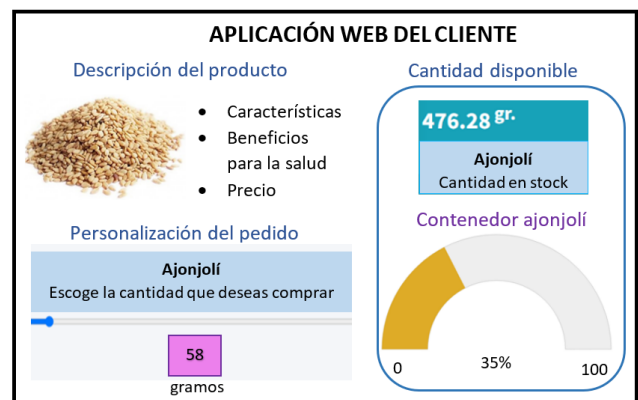 APLICACIÓN WEB DEL CLIENTE
Descripción del producto
• Características
• Beneficios
para la salud
• Precio
Personalización del pedido
Ajonjolí
Escoge la cantidad que deseas comprar
58
gramos
Cantidad disponible
476.28 gr.
Ajonjolí
Cantidad en stock
Contenedor ajonjolí
0 35% 100